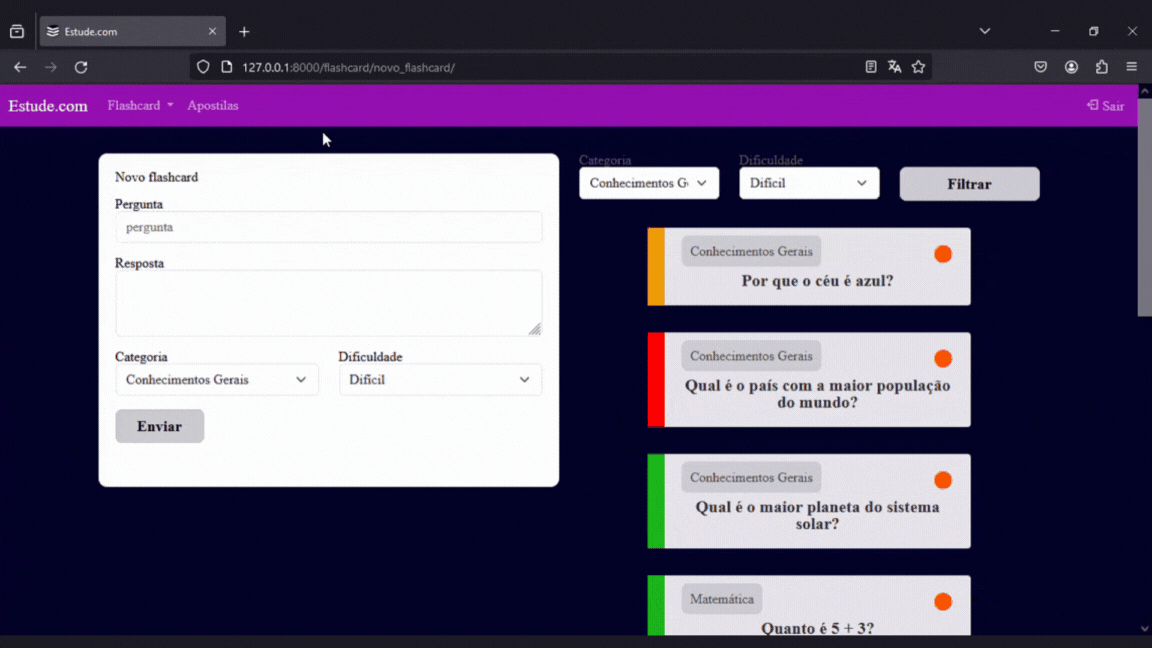 Estude.com
127.0.0.1:8000/flashcard/novo_flashcard/
Estude.com Flashcard Apostilas Sair
Novo flashcard
Pergunta
pergunta
Resposta
Categoria Dificuldade
Conhecimentos Gerais Difícil
Enviar
Categoria Dificuldade
Conhecimentos G Difícil Filtrar
Conhecimentos Gerais
Por que o céu é azul?
Conhecimentos Gerais
Qual é o país com a maior população
do mundo?
Conhecimentos Gerais
Qual é o maior planeta do sistema
solar?
Matemática
Quanto é 5 + 3?